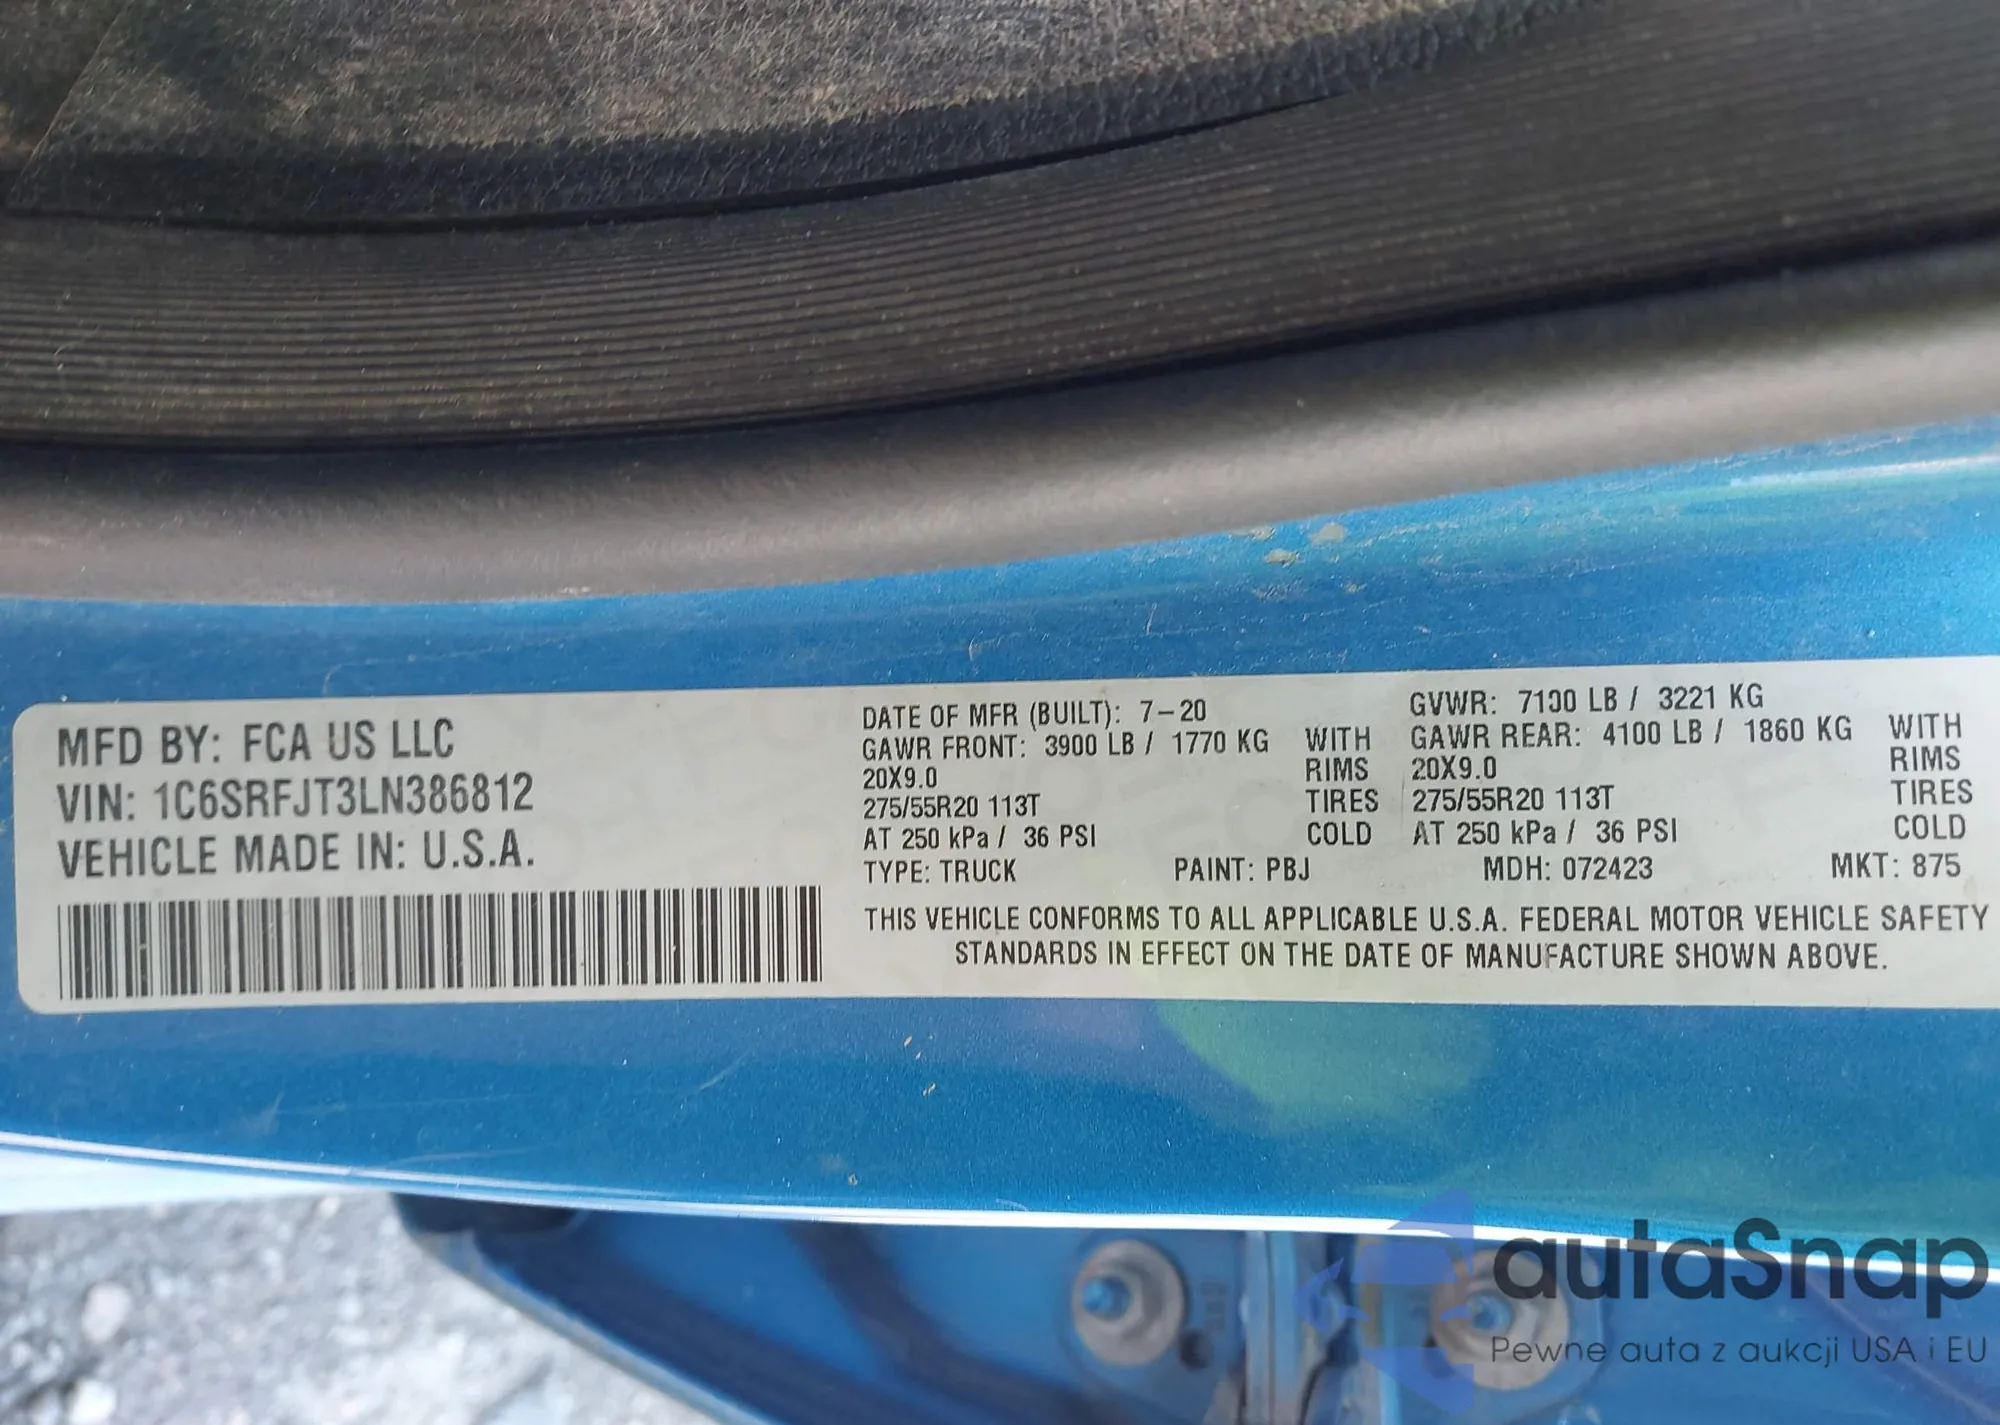 MFD BY: FCA US LLC
VIN: 1C6SRFJT3LN386812
VEHICLE MADE IN: U.S.A.
DATE OF MFR (BUILT): 7-20 GVWR: 7100 LB / 3221 KG
GAWR FRONT: 3900 LB / 1770 KG WITH GAWR REAR: 4100 LB / 1860 KG WITH
20X9.0 RIMS 20X9.0 RIMS
275/55R20 113T TIRES 275/55R20 113T TIRES
AT 250 kPa / 36 PSI COLD AT 250 kPa / 36 PSI COLD
TYPE: TRUCK PAINT: PBJ MDH: 072423 MKT: 875
THIS VEHICLE CONFORMS TO ALL APPLICABLE U.S.A. FEDERAL MOTOR VEHICLE SAFETY
STANDARDS IN EFFECT ON THE DATE OF MANUFACTURE SHOWN ABOVE.
autaSnap
Pewne auta z aukcji USA i EU